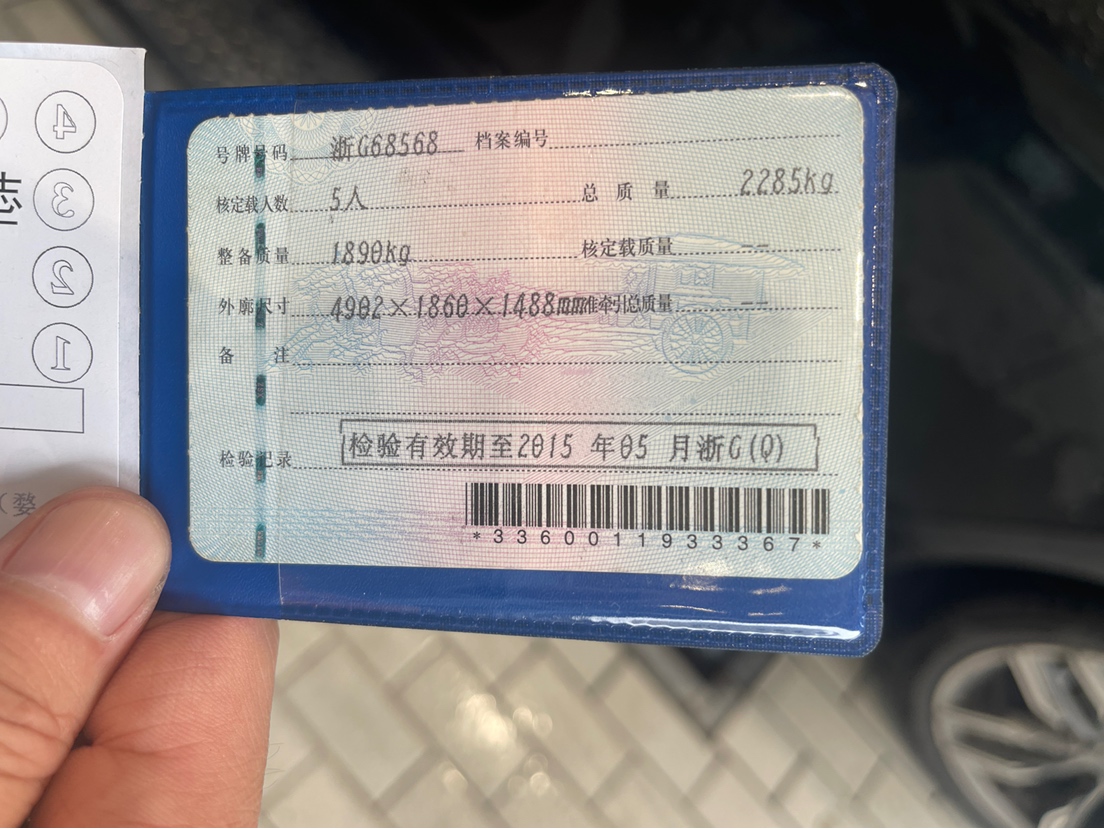 号牌号码 浙G68568 档案编号
核定载人数 5人 总质量 2285kg
整备质量 1890kg 核定载质量 --
外廓尺寸 4902×1860×1488mm 准牵引总质量 --
备注
检验记录 检验有效期至2015年05月浙G(Q)
*3360011933367*
④
③
②
①
志